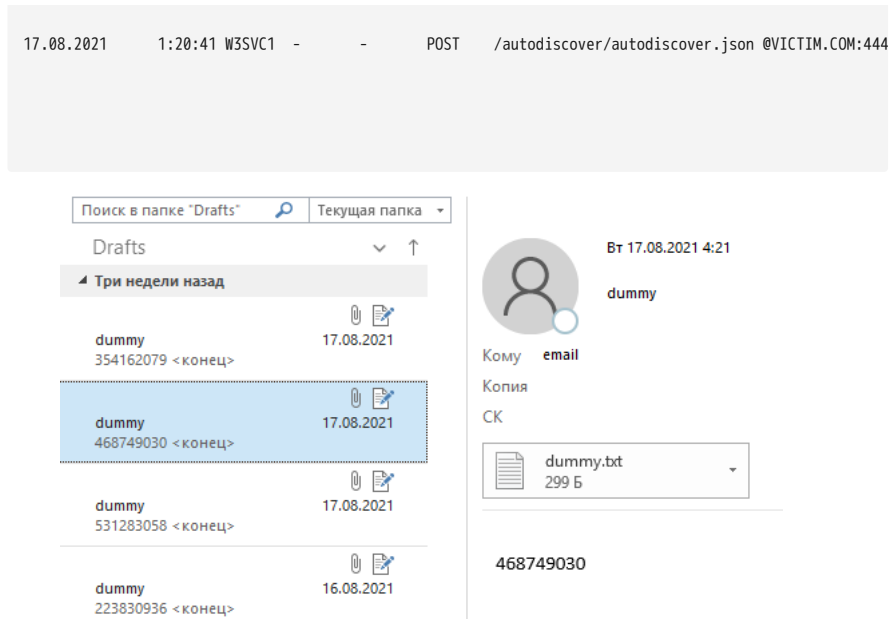 17.08.2021 1:20:41 W3SVC1 - - POST /autodiscover/autodiscover.json @VICTIM.COM:444
Поиск в папке "Drafts" Текущая папка
Drafts
Три недели назад
dummy 17.08.2021
354162079 <конец>
dummy 17.08.2021
468749030 <конец>
dummy 17.08.2021
531283058 <конец>
dummy 16.08.2021
223830936 <конец>
Вт 17.08.2021 4:21
dummy
Кому email
Копия
СК
dummy.txt
299 Б
468749030